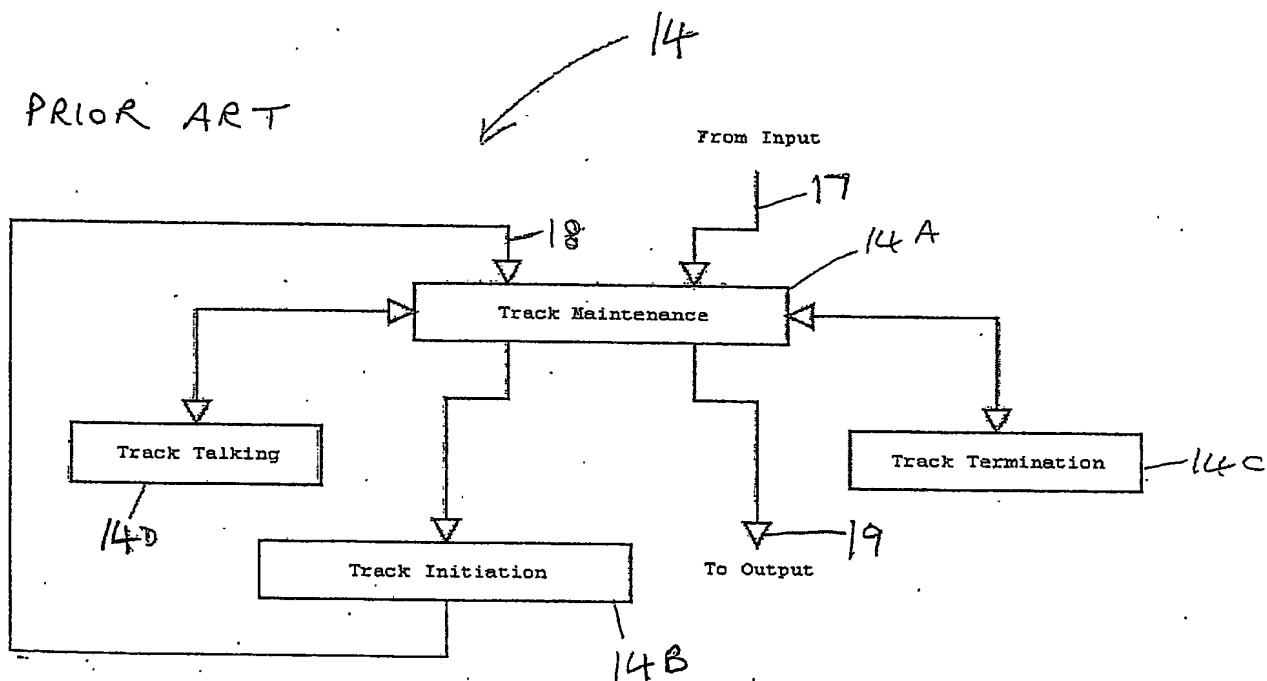 14
PRIOR ART
From Input
17
18
14A
Track Maintenance
Track Talking
Track Termination
14C
14D
19
Track Initiation
To Output
14B